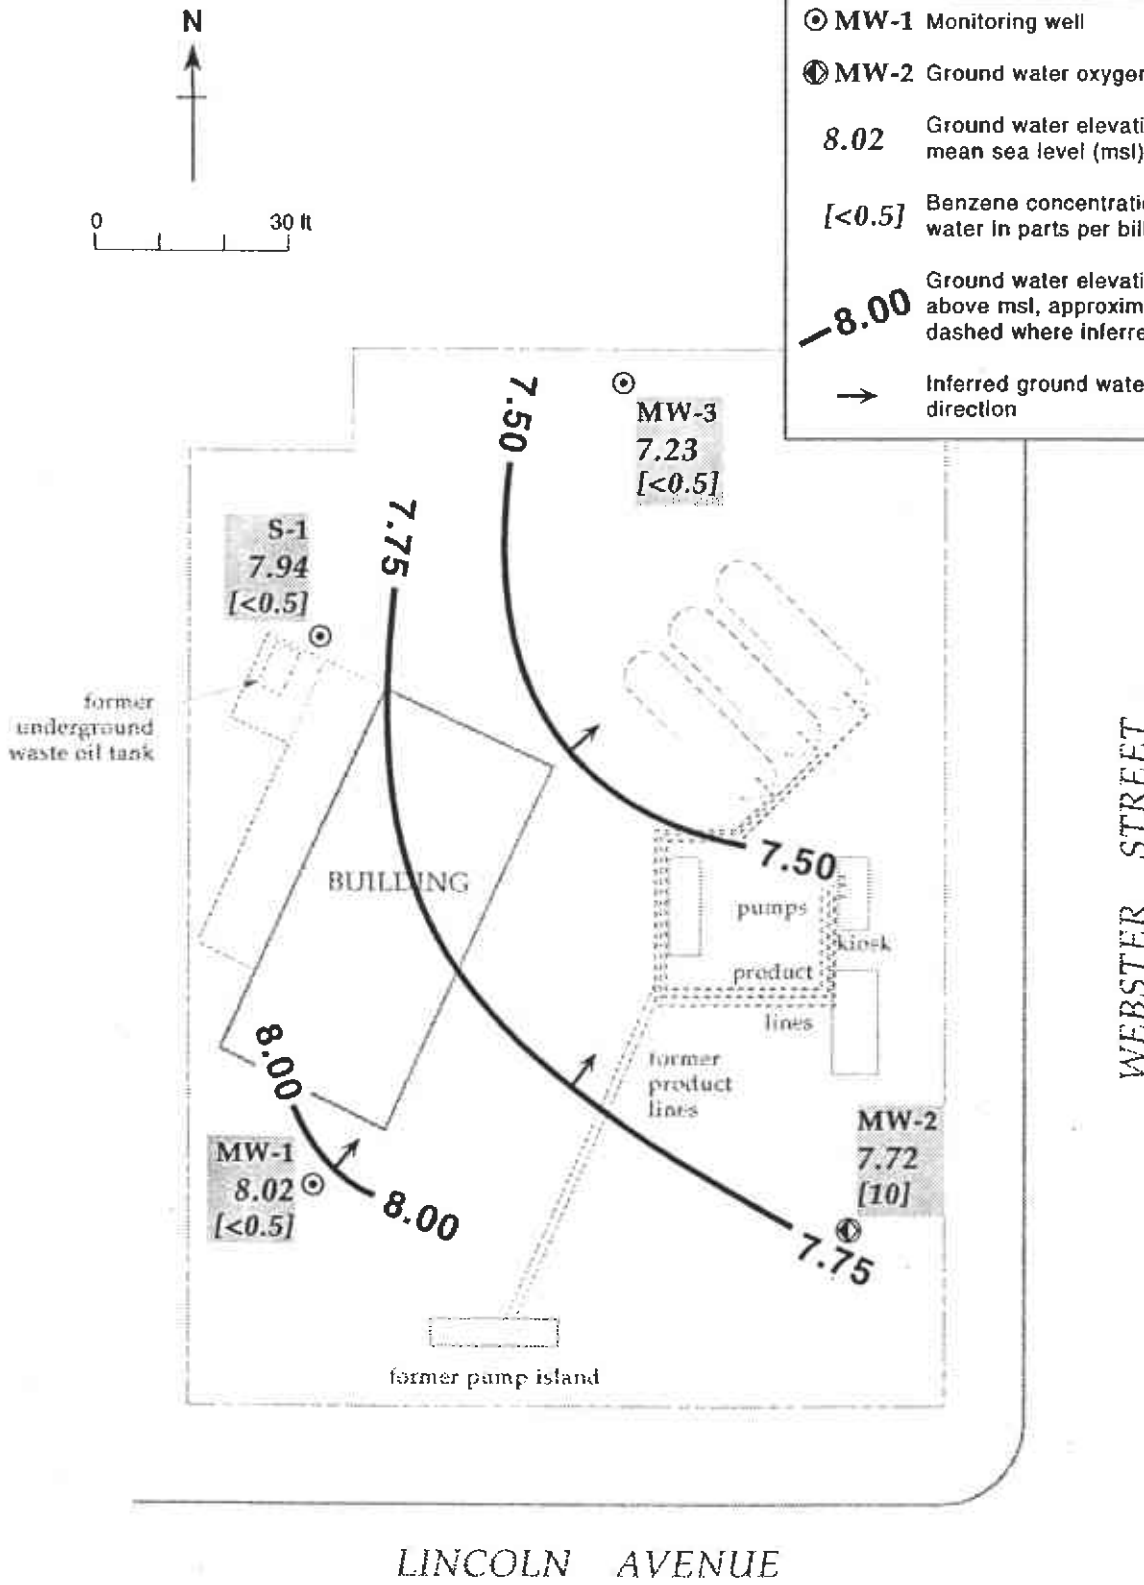 N
0 30 ft
MW-1 Monitoring well
MW-2 Ground water oxygen
8.02 Ground water elevati
mean sea level (msl)
[<0.5] Benzene concentratio
water in parts per bill
8.00 Ground water elevati
above msl, approxim
dashed where inferre
Inferred ground wate
direction
7.50
MW-3
7.23
[<0.5]
7.75
S-1
7.94
[<0.5]
former
underground
waste oil tank
BUILDING
7.50
pumps
kiosk
product
lines
former
product
lines
8.00
MW-1
8.02
[<0.5]
8.00
MW-2
7.72
[10]
7.75
former pump island
WEBSTER STREET
LINCOLN AVENUE